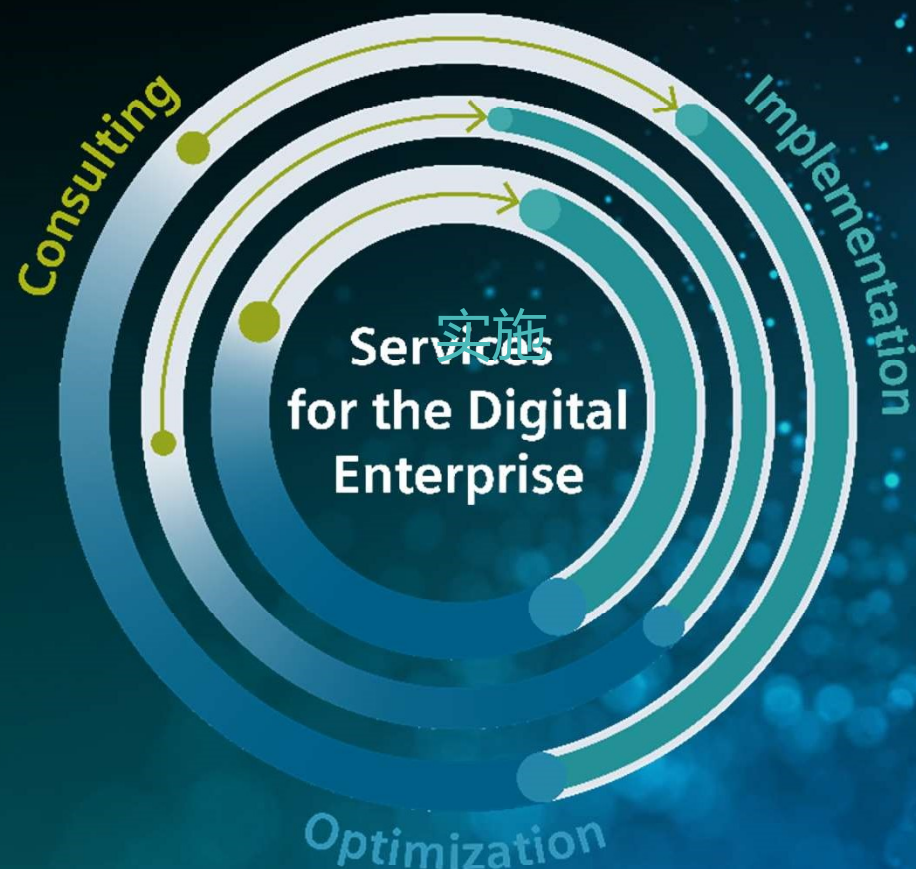 Consulting
Implementation
实施
Services
for the Digital
Enterprise
Optimization